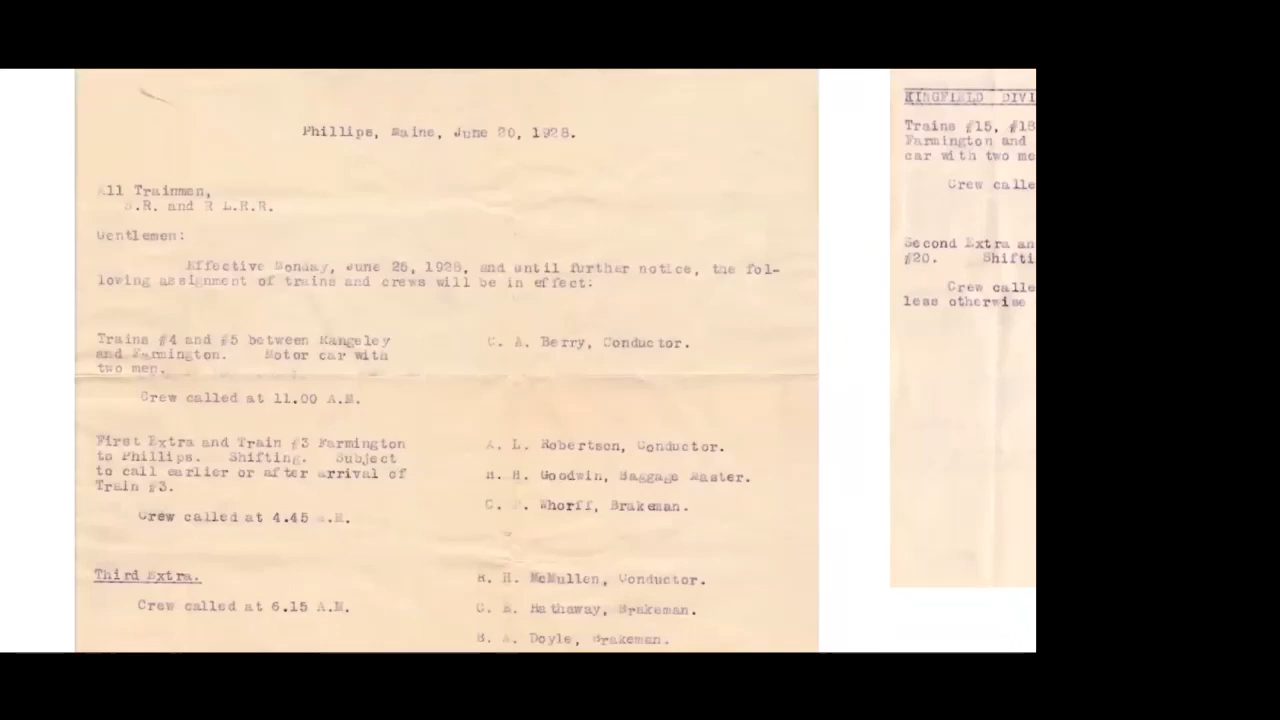 Phillips, Maine, June 20, 1928.
All Trainmen,
S.R. and R L.R.R.
Gentlemen:
Effective Monday, June 25, 1928, and until further notice, the fol-
lowing assignment of trains and crews will be in effect:
Trains #4 and #5 between Rangeley
and Farmington. Motor car with
two men.
C. A. Berry, Conductor.
Crew called at 11.00 A.M.
First Extra and Train #3 Farmington
to Phillips. Shifting. Subject
to call earlier or after arrival of
Train #3.
Crew called at 4.45 A.M.
L. Robertson, Conductor.
H. Goodwin, Baggage Master.
C. Whorff, Brakeman.
Third Extra.
Crew called at 6.15 A.M.
R. H. McMullen, Conductor.
C. Hathaway, Brakeman.
B. A. Doyle, Brakeman.
KINGFIELD DIVI
Trains #15, #18
Farmington and
car with two me
Crew calle
Second Extra an
#20. Shifti
Crew calle
less otherwise